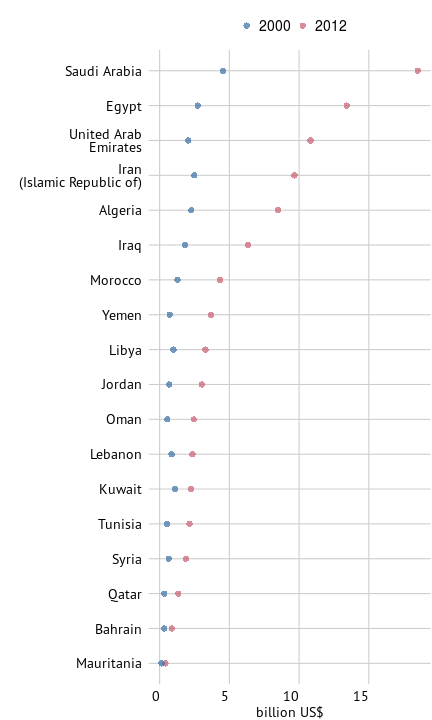 2000 2012
Saudi Arabia
Egypt
United Arab
Emirates
Iran
(Islamic Republic of)
Algeria
Iraq
Morocco
Yemen
Libya
Jordan
Oman
Lebanon
Kuwait
Tunisia
Syria
Qatar
Bahrain
Mauritania
0 5 10 15
billion US$